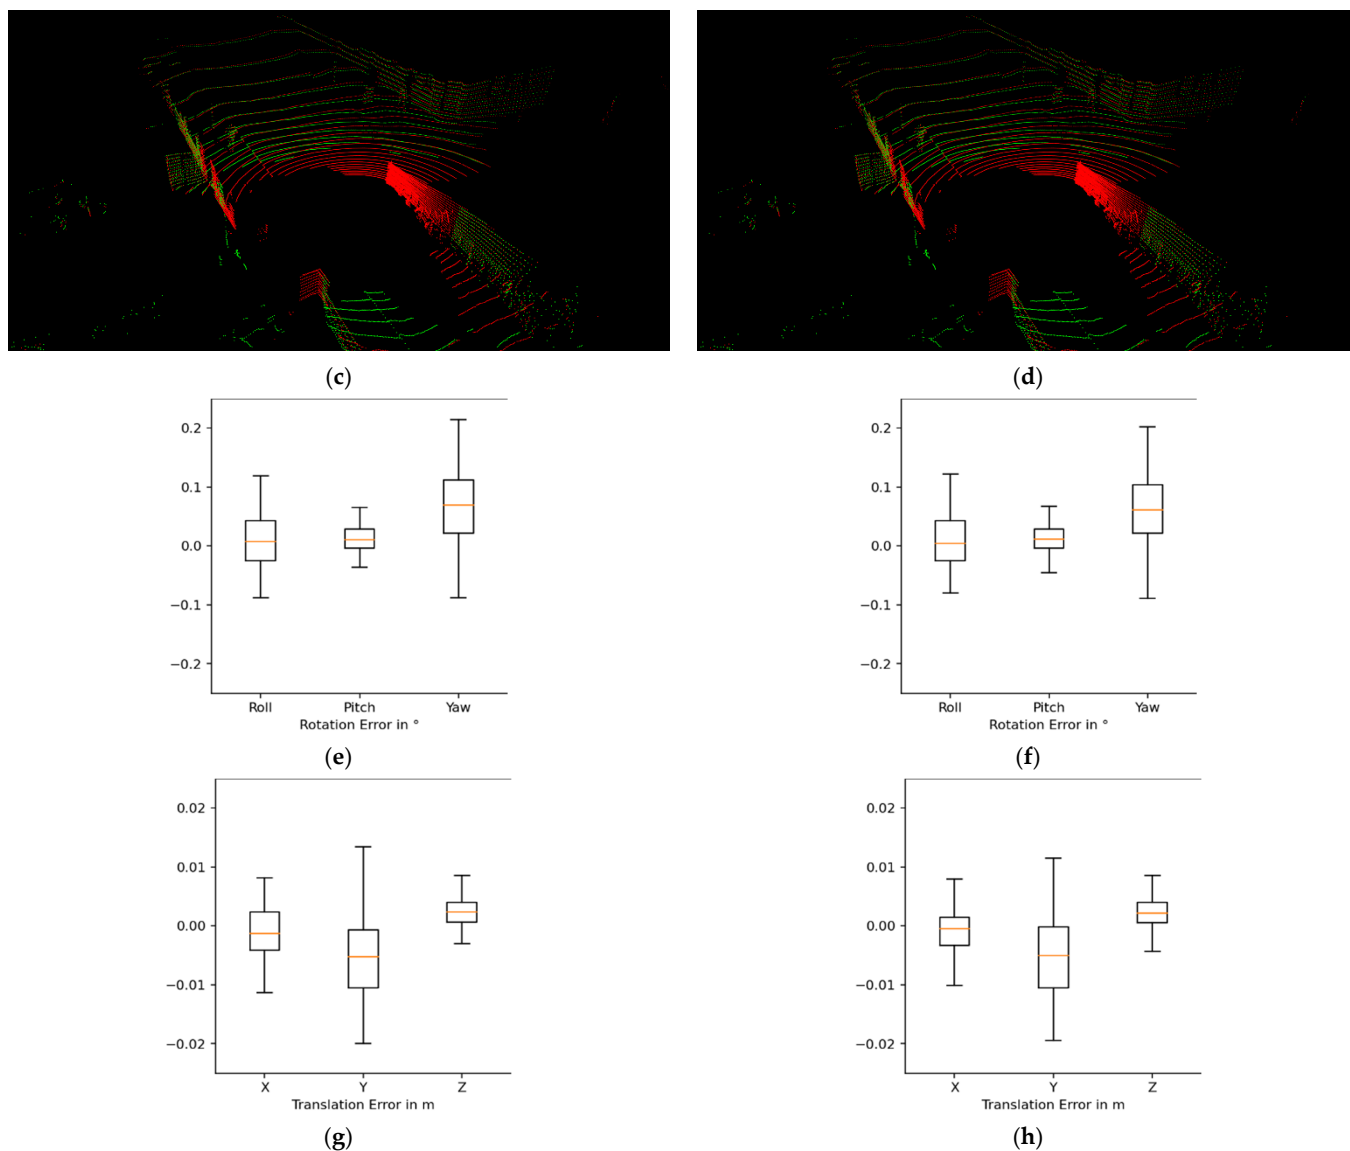 (c) (d)
0.2
0.1
0.0
−0.1
−0.2
Roll Pitch Yaw
Rotation Error in °
(e)
0.2
0.1
0.0
−0.1
−0.2
Roll Pitch Yaw
Rotation Error in °
(f)
0.02
0.01
0.00
−0.01
−0.02
X Y Z
Translation Error in m
(g)
0.02
0.01
0.00
−0.01
−0.02
X Y Z
Translation Error in m
(h)